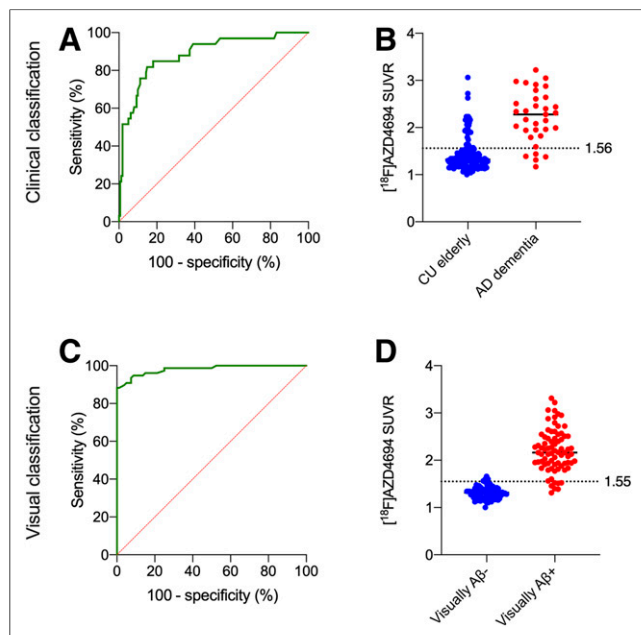 A
B
Clinical classification
Sensitivity (%)
100
80
60
40
20
0
0 20 40 60 80 100
100 - specificity (%)
[¹⁸F]AZD4694 SUVR
4
3
2
1
0
1.56
CU elderly
AD dementia
C
D
Visual classification
Sensitivity (%)
100
80
60
40
20
0
0 20 40 60 80 100
100 - specificity (%)
[¹⁸F]AZD4694 SUVR
4
3
2
1
0
1.55
Visually Aβ-
Visually Aβ+